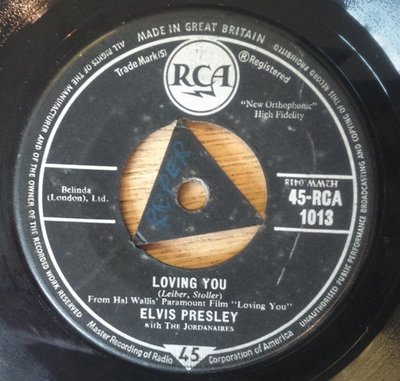 MADE IN GREAT BRITAIN
Trade Mark(s)
RCA
®Registered
"New Orthophonic"
High Fidelity
Belinda
(London), Ltd.
H2WW.0418
45-RCA
1013
LOVING YOU
(Leiber, Stoller)
From Hal Wallis' Paramount Film "Loving You"
ELVIS PRESLEY
with THE JORDANAIRES
45
Master Recording of Radio Corporation of America
ALL RIGHTS OF THE MANUFACTURER AND OF THE OWNER OF THE RECORDED WORK RESERVED
UNAUTHORISED PUBLIC PERFORMANCE BROADCASTING AND COPYING OF THIS RECORD PROHIBITED